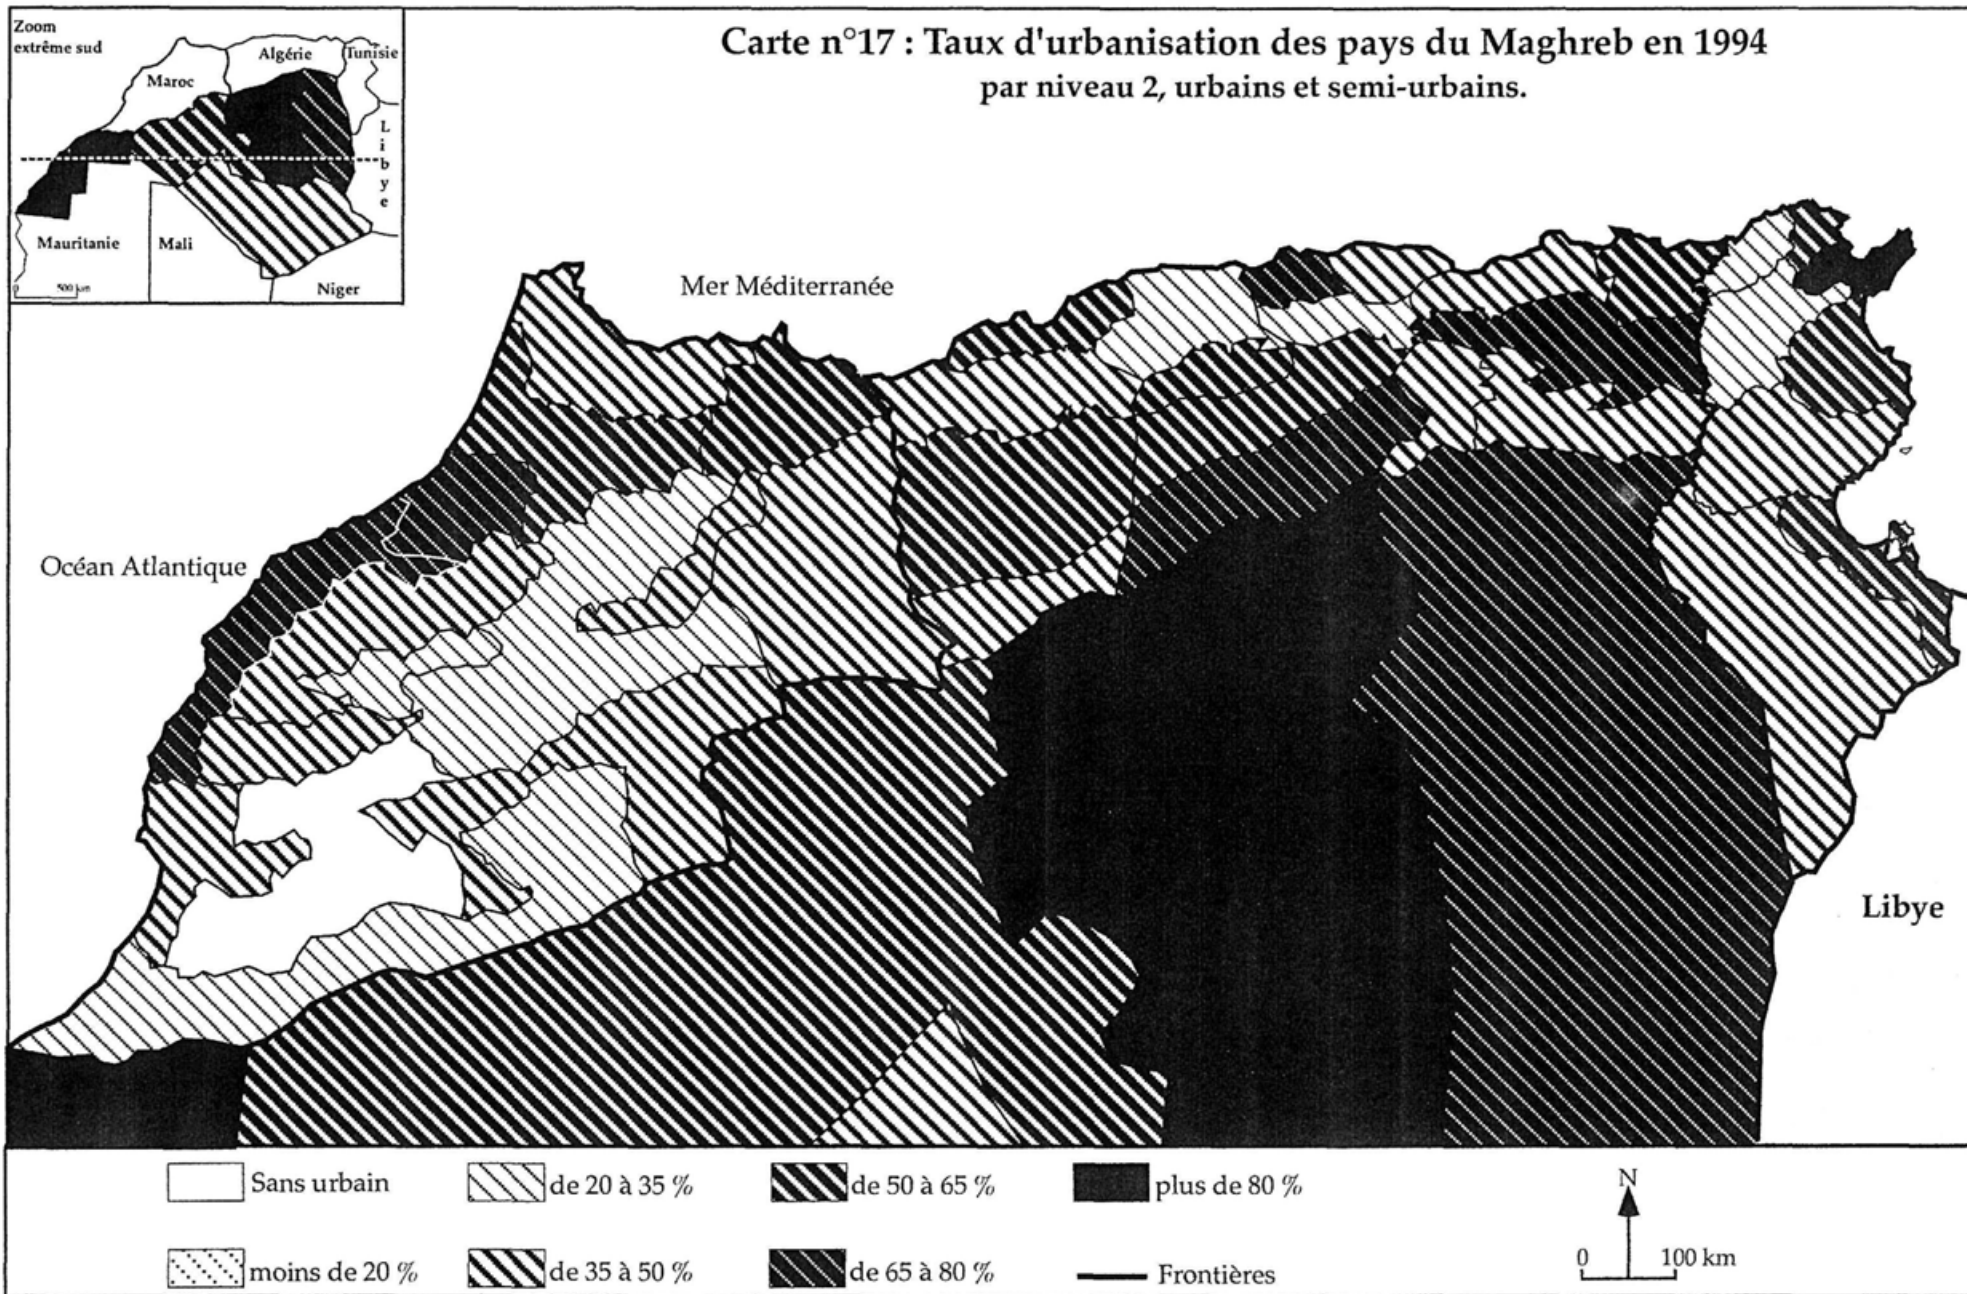 Carte n°17 : Taux d'urbanisation des pays du Maghreb en 1994
par niveau 2, urbains et semi-urbains.
Zoom
extrême sud
Maroc
Algérie
Tunisie
Libye
Mauritanie
Mali
Niger
0 500 km
Mer Méditerranée
Océan Atlantique
Libye
Sans urbain
de 20 à 35 %
de 50 à 65 %
plus de 80 %
moins de 20 %
de 35 à 50 %
de 65 à 80 %
Frontières
N
0 100 km